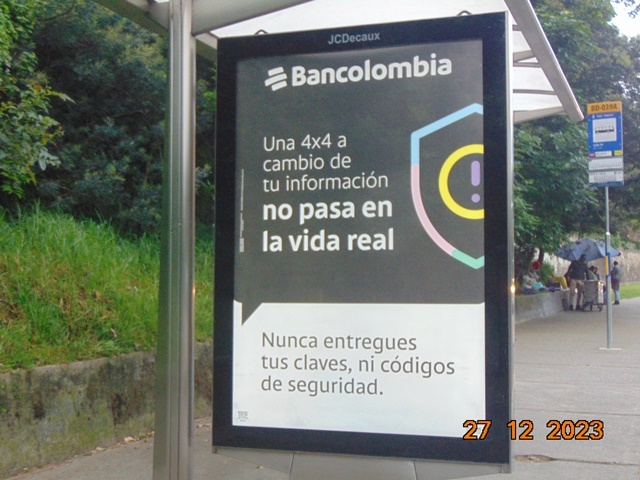 JCDecaux
Bancolombia
Una 4x4 a
cambio de
tu información
no pasa en
la vida real
Nunca entregues
tus claves, ni códigos
de seguridad.
27 12 2023